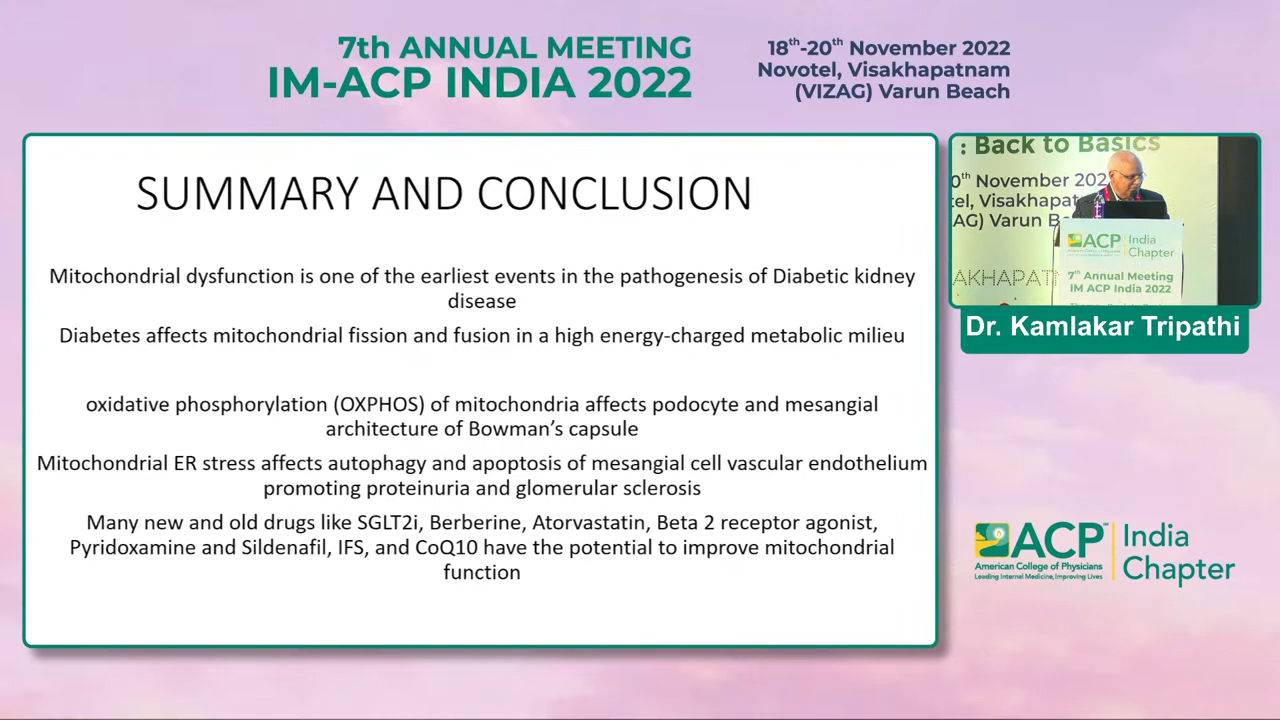 7th ANNUAL MEETING
IM-ACP INDIA 2022
18th-20th November 2022
Novotel, Visakhapatnam
(VIZAG) Varun Beach
SUMMARY AND CONCLUSION
Mitochondrial dysfunction is one of the earliest events in the pathogenesis of Diabetic kidney
disease
Diabetes affects mitochondrial fission and fusion in a high energy-charged metabolic milieu
oxidative phosphorylation (OXPHOS) of mitochondria affects podocyte and mesangial
architecture of Bowman's capsule
Mitochondrial ER stress affects autophagy and apoptosis of mesangial cell vascular endothelium
promoting proteinuria and glomerular sclerosis
Many new and old drugs like SGLT2i, Berberine, Atorvastatin, Beta 2 receptor agonist,
Pyridoxamine and Sildenafil, IFS, and CoQ10 have the potential to improve mitochondrial
function
: Back to Basics
0th November 202
tel, Visakhapat
AG) Varun B
AKHAPATN
ACP India
Chapter
7th Annual Meeting
IM ACP India 2022
Dr. Kamlakar Tripathi
ACP™ India
Chapter
American College of Physicians
Leading Internal Medicine, Improving Lives